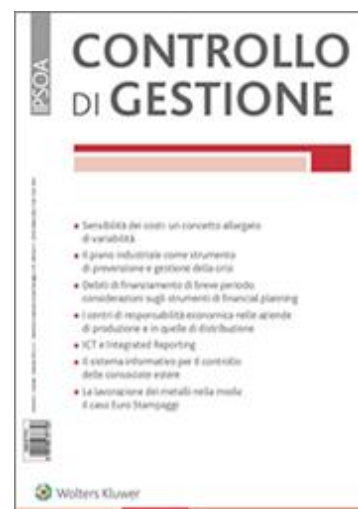 IPSOA
CONTROLLO
DI GESTIONE
Sensibilità dei costi: un concetto allargato
di variabilità
Il piano industriale come strumento
di prevenzione e gestione della crisi
Debiti di finanziamento di breve periodo:
considerazioni sugli strumenti di financial planning
I centri di responsabilità economica nelle aziende
di produzione e in quelle di distribuzione
ICT e Integrated Reporting
Il sistema informativo per il controllo
delle consociate estere
La lavorazione dei metalli nella moda:
il caso Euro Stampaggi
Wolters Kluwer